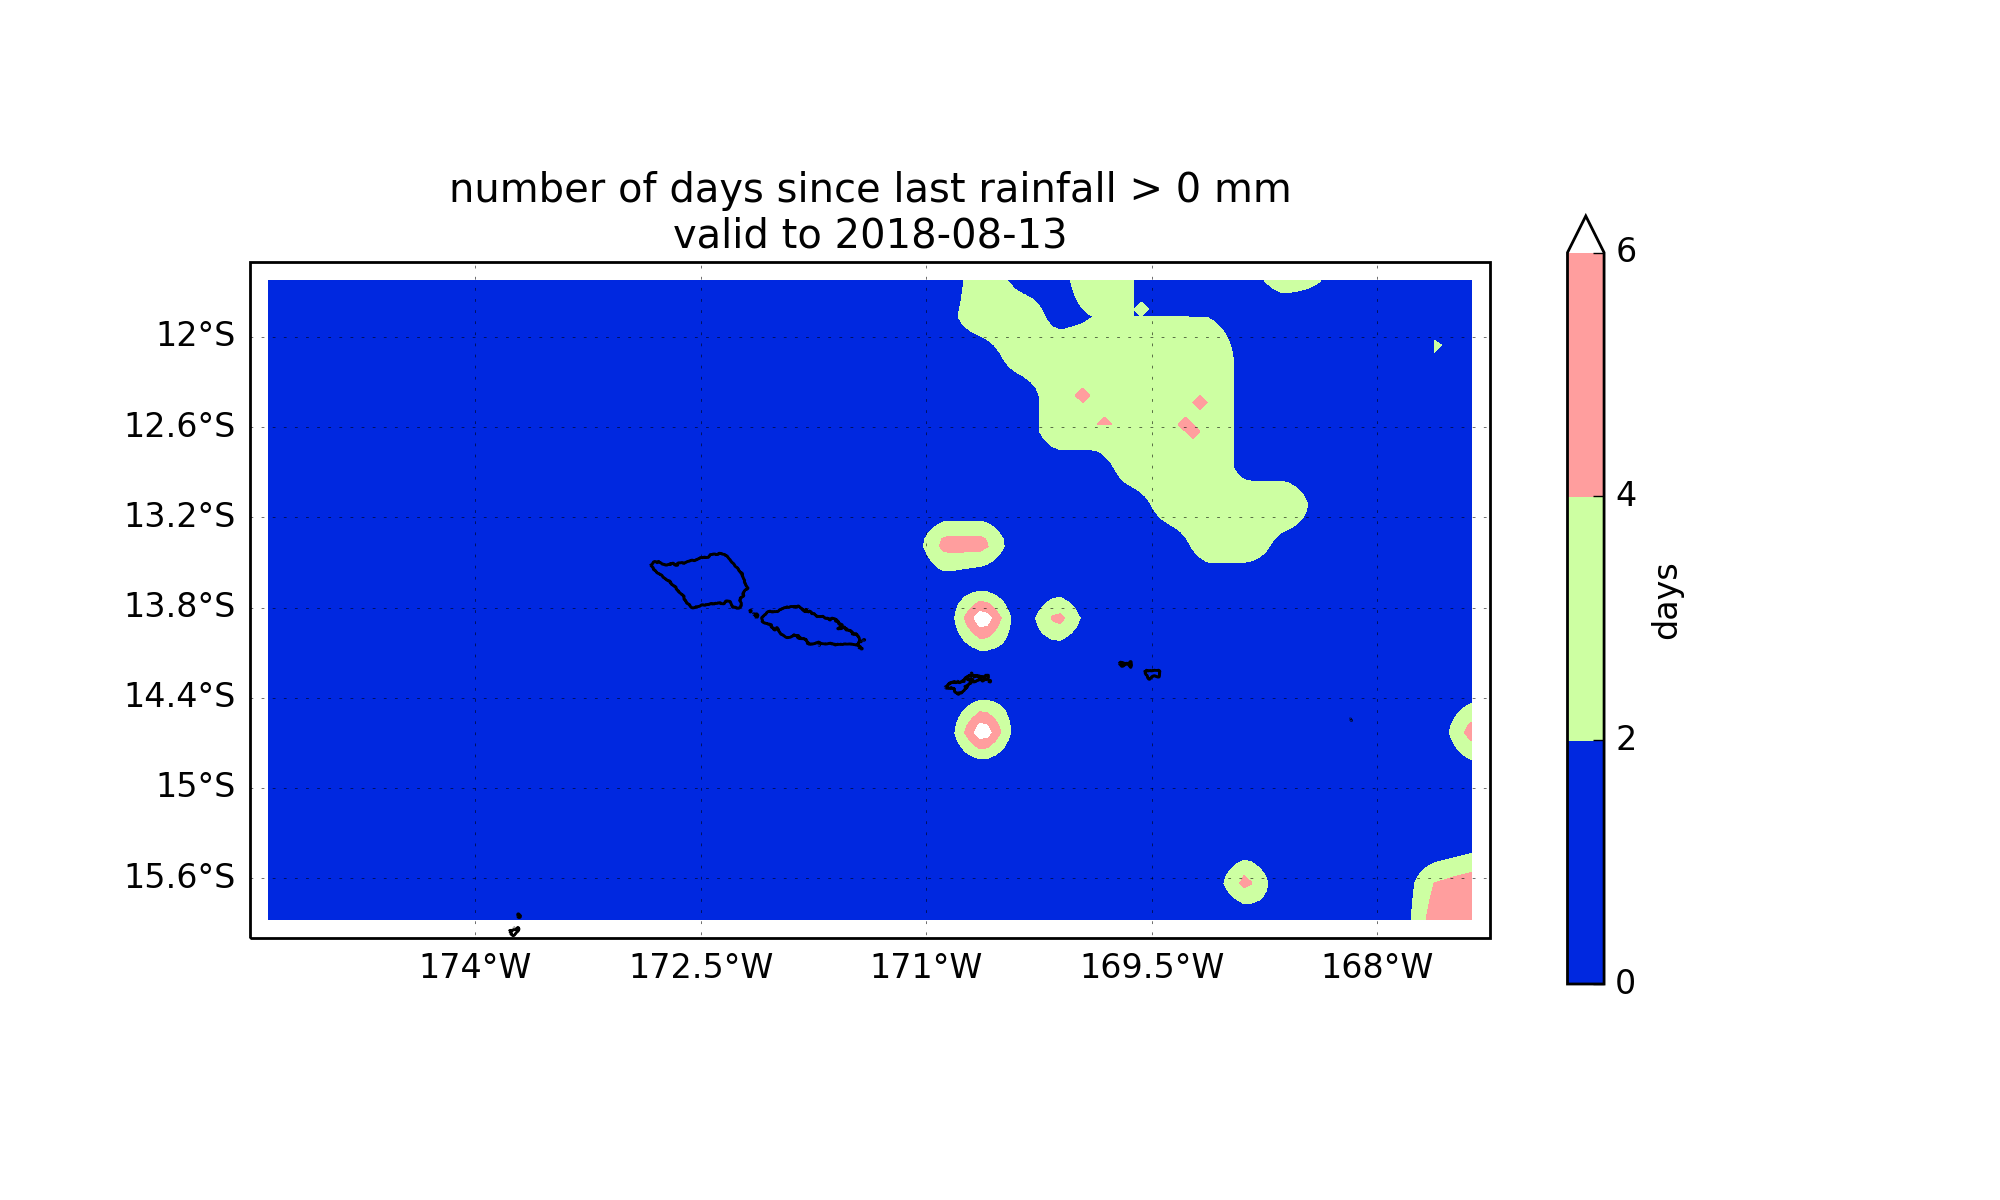 number of days since last rainfall > 0 mm
valid to 2018-08-13
12°S
12.6°S
13.2°S
13.8°S
14.4°S
15°S
15.6°S
174°W 172.5°W 171°W 169.5°W 168°W
6
4
2
0
days